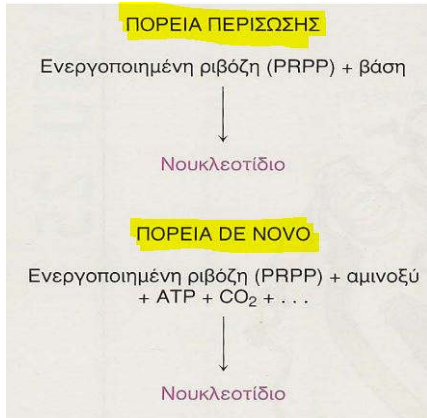 ΠΟΡΕΙΑ ΠΕΡΙΣΩΣΗΣ
Ενεργοποιημένη ριβόζη (PRPP) + βάση
Νουκλεοτίδιο
ΠΟΡΕΙΑ DE NOVO
Ενεργοποιημένη ριβόζη (PRPP) + αμινοξύ
+ ATP + CO₂ + . . .
Νουκλεοτίδιο